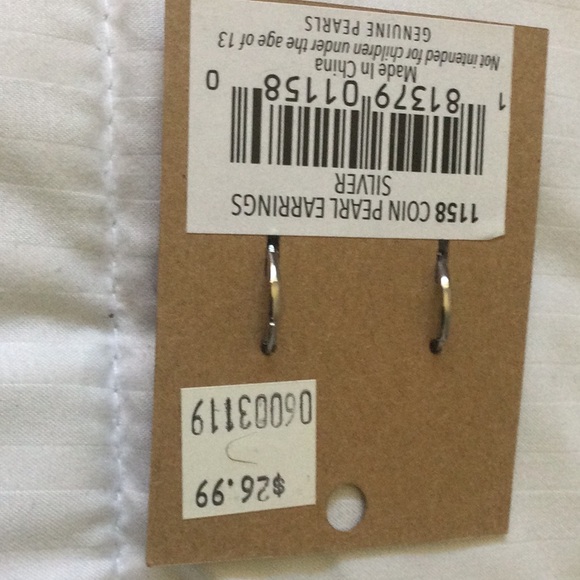 $26.99
06003119
1158 COIN PEARL EARRINGS
SILVER
1 81379 01158 0
Made In China
Not intended for children under the age of 13
GENUINE PEARLS